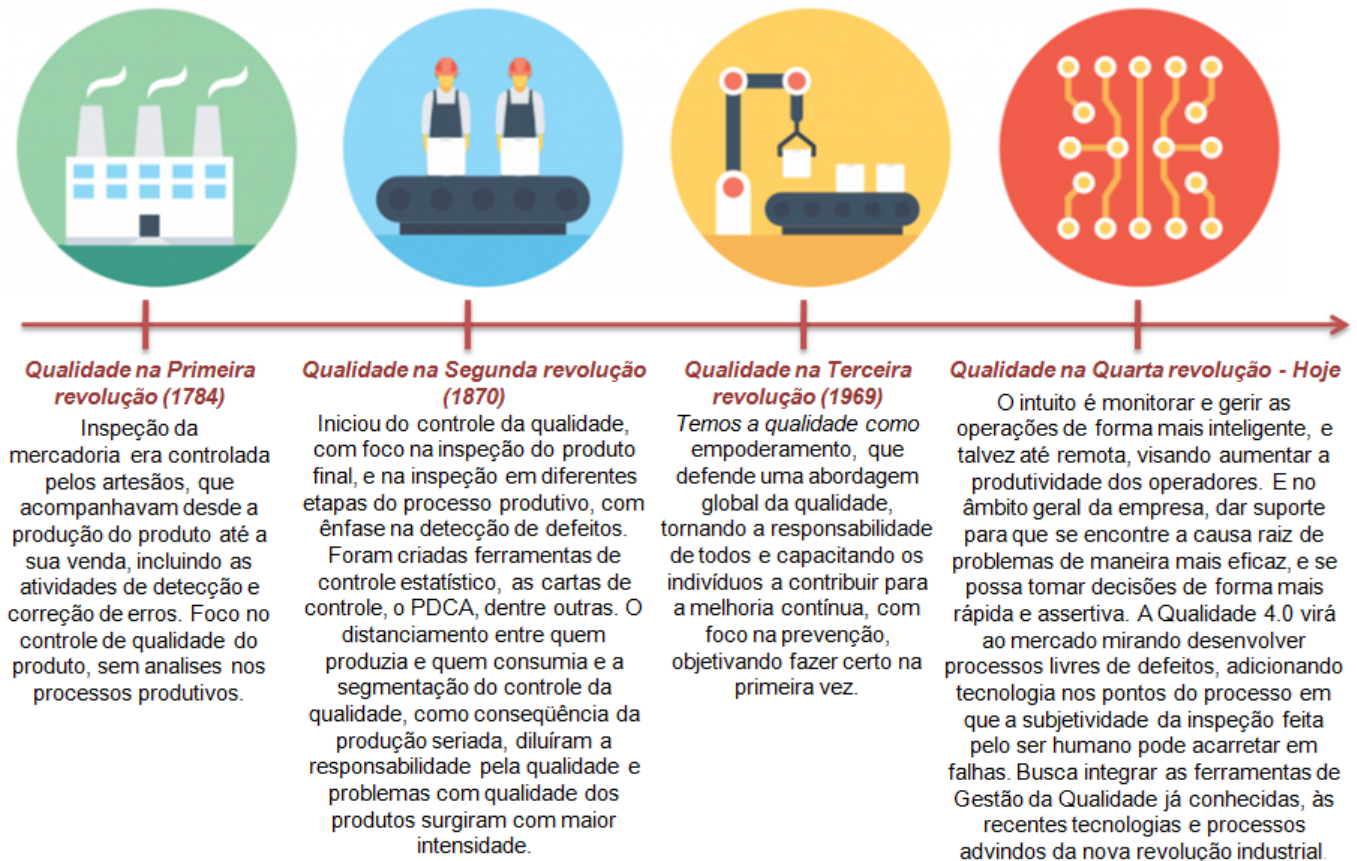 Qualidade na Primeira
revolução (1784)
Inspeção da
mercadoria era controlada
pelos artesãos, que
acompanhavam desde a
produção do produto até a
sua venda, incluindo as
atividades de detecção e
correção de erros. Foco no
controle de qualidade do
produto, sem analises nos
processos produtivos.
Qualidade na Segunda revolução
(1870)
Iniciou do controle da qualidade,
com foco na inspeção do produto
final, e na inspeção em diferentes
etapas do processo produtivo, com
ênfase na detecção de defeitos.
Foram criadas ferramentas de
controle estatístico, as cartas de
controle, o PDCA, dentre outras. O
distanciamento entre quem
produzia e quem consumia e a
segmentação do controle da
qualidade, como conseqüência da
produção seriada, diluíram a
responsabilidade pela qualidade e
problemas com qualidade dos
produtos surgiram com maior
intensidade.
Qualidade na Terceira
revolução (1969)
Temos a qualidade como
empoderamento, que
defende uma abordagem
global da qualidade,
tornando a responsabilidade
de todos e capacitando os
indivíduos a contribuir para
a melhoria contínua, com
foco na prevenção,
objetivando fazer certo na
primeira vez.
Qualidade na Quarta revolução - Hoje
O intuito é monitorar e gerir as
operações de forma mais inteligente, e
talvez até remota, visando aumentar a
produtividade dos operadores. E no
âmbito geral da empresa, dar suporte
para que se encontre a causa raiz de
problemas de maneira mais eficaz, e se
possa tomar decisões de forma mais
rápida e assertiva. A Qualidade 4.0 virá
ao mercado mirando desenvolver
processos livres de defeitos, adicionando
tecnologia nos pontos do processo em
que a subjetividade da inspeção feita
pelo ser humano pode acarretar em
falhas. Busca integrar as ferramentas de
Gestão da Qualidade já conhecidas, às
recentes tecnologias e processos
advindos da nova revolução industrial.